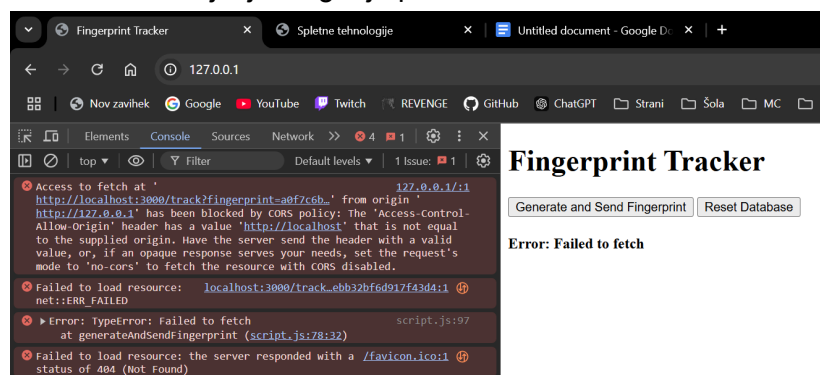 Fingerprint Tracker
Spletne tehnologije
Untitled document - Google Do
127.0.0.1
Nov zavihek Google YouTube Twitch REVENGE GitHub ChatGPT Strani Šola MC
Elements Console Sources Network 4 1
top Filter Default levels 1 Issue: 1
Access to fetch at ' 127.0.0.1/:1
http://localhost:3000/track?fingerprint=a0f7c6b…' from origin '
http://127.0.0.1' has been blocked by CORS policy: The 'Access-Control-
Allow-Origin' header has a value 'http://localhost' that is not equal
to the supplied origin. Have the server send the header with a valid
value, or, if an opaque response serves your needs, set the request's
mode to 'no-cors' to fetch the resource with CORS disabled.
Failed to load resource: localhost:3000/track…ebb32bf6d917f43d4:1
net::ERR_FAILED
Error: TypeError: Failed to fetch script.js:97
at generateAndSendFingerprint (script.js:78:32)
Failed to load resource: the server responded with a /favicon.ico:1
status of 404 (Not Found)
Fingerprint Tracker
Generate and Send Fingerprint Reset Database
Error: Failed to fetch